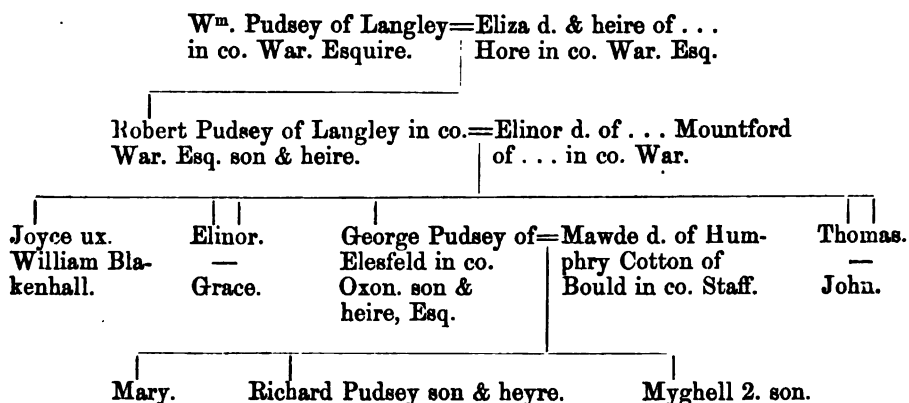 Wm. Pudsey of Langley=Eliza d. & heire of . . .
in co. War. Esquire. Hore in co. War. Esq.
Robert Pudsey of Langley in co.=Elinor d. of . . . Mountford
War. Esq. son & heire. of . . . in co. War.
Joyce ux. Elinor. George Pudsey of=Mawde d. of Hum- Thomas.
William Bla- — Elesfeld in co. phry Cotton of —
kenhall. Grace. Oxon. son & Bould in co. Staff. John.
heire, Esq.
Mary. Richard Pudsey son & heyre. Myghell 2. son.